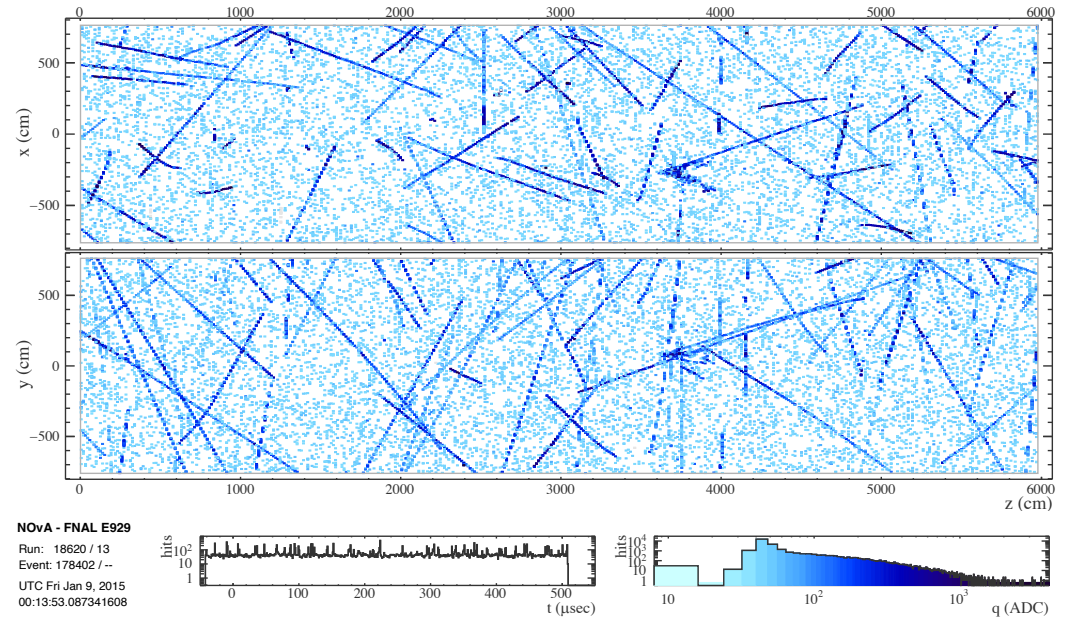 0 1000 2000 3000 4000 5000 6000
500
0
−500
x (cm)
500
0
−500
y (cm)
0 1000 2000 3000 4000 5000 6000
z (cm)
NOvA - FNAL E929
Run: 18620 / 13
Event: 178402 / --
UTC Fri Jan 9, 2015
00:13:53.087341608
hits
10²
10
1
0 100 200 300 400 500
t (μsec)
hits
10⁴
10³
10²
10
1
10 10² 10³
q (ADC)